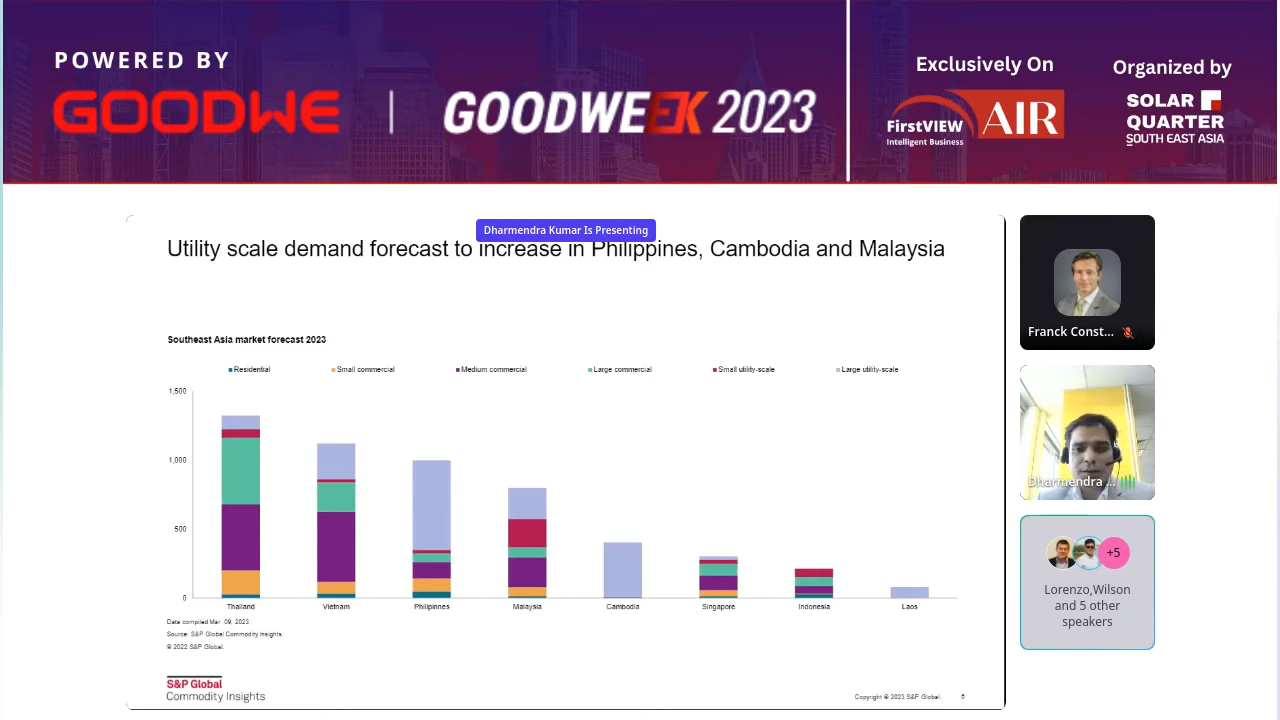 POWERED BY
GOODWE
GOODWEEK 2023
Exclusively On
FirstVIEW
Intelligent Business
AIR
Organized by
SOLAR
QUARTER
SOUTH EAST ASIA
Dharmendra Kumar Is Presenting
Utility scale demand forecast to increase in Philippines, Cambodia and Malaysia
Southeast Asia market forecast 2023
Residential Small commercial Medium commercial Large commercial Small utility-scale Large utility-scale
1,500
1,000
500
0
Thailand Vietnam Philipinnes Malaysia Cambodia Singapore Indonesia Laos
Date compiled Mar 09, 2023.
Source: S&P Global Commodity Insights.
© 2022 S&P Global.
S&P Global
Commodity Insights
Copyright © 2023 S&P Global.
Franck Const...
Dharmendra ...
+5
Lorenzo,Wilson
and 5 other
speakers